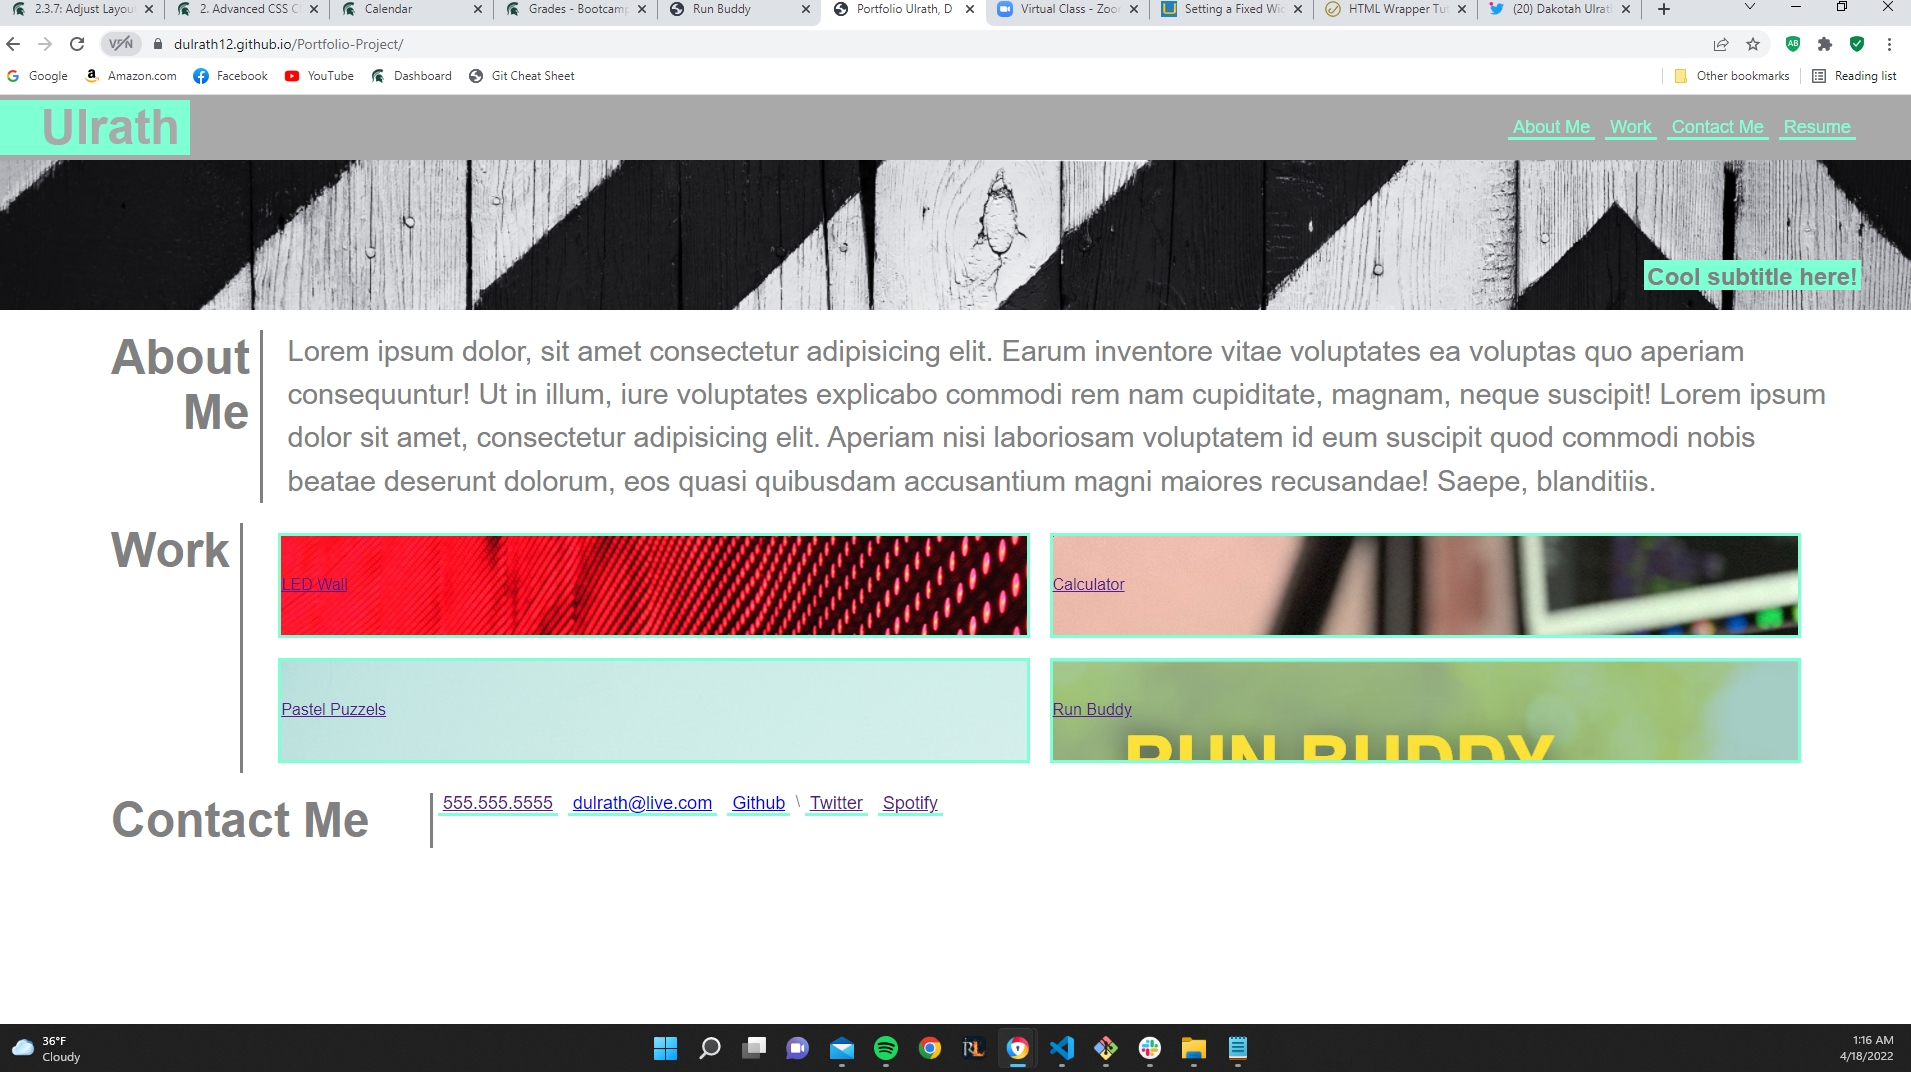 2.3.7: Adjust Layou
2. Advanced CSS C
Calendar
Grades - Bootcamp
Run Buddy
Portfolio Ulrath, D
Virtual Class - Zoo
Setting a Fixed Wid
HTML Wrapper Tut
(20) Dakotah Ulrat
VPN
dulrath12.github.io/Portfolio-Project/
Google
Amazon.com
Facebook
YouTube
Dashboard
Git Cheat Sheet
Other bookmarks
Reading list
Ulrath
About Me Work Contact Me Resume
Cool subtitle here!
About
Me
Lorem ipsum dolor, sit amet consectetur adipisicing elit. Earum inventore vitae voluptates ea voluptas quo aperiam
consequuntur! Ut in illum, iure voluptates explicabo commodi rem nam cupiditate, magnam, neque suscipit! Lorem ipsum
dolor sit amet, consectetur adipisicing elit. Aperiam nisi laboriosam voluptatem id eum suscipit quod commodi nobis
beatae deserunt dolorum, eos quasi quibusdam accusantium magni maiores recusandae! Saepe, blanditiis.
Work
LED Wall
Calculator
Pastel Puzzels
Run Buddy
RUN BUDDY
Contact Me
555.555.5555 dulrath@live.com Github \ Twitter Spotify
36°F
Cloudy
1:16 AM
4/18/2022